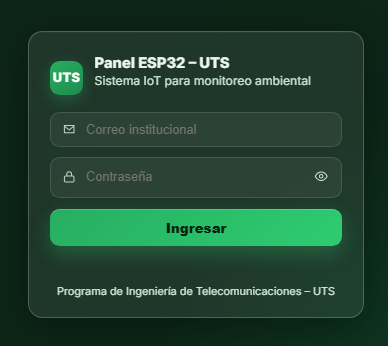 UTS
Panel ESP32 – UTS
Sistema IoT para monitoreo ambiental
Correo institucional
Contraseña
Ingresar
Programa de Ingeniería de Telecomunicaciones – UTS